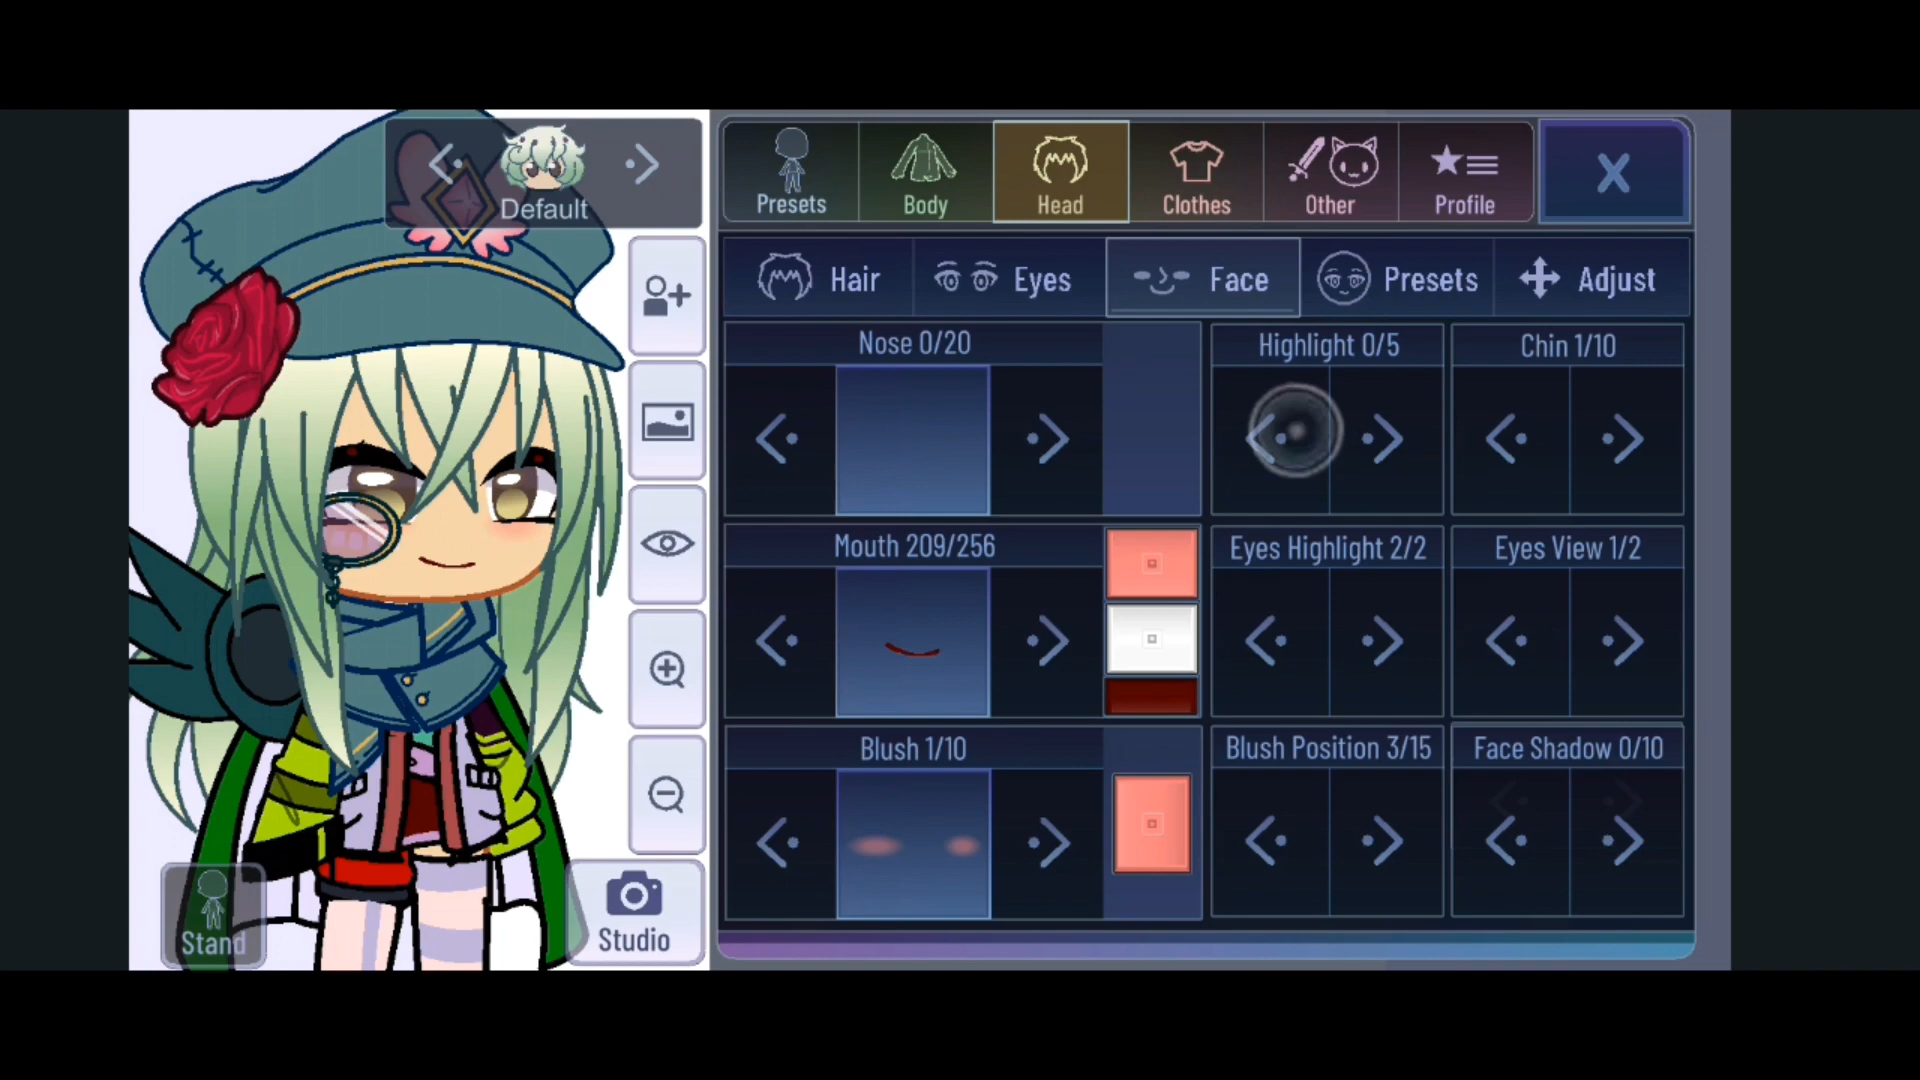 Default
Presets
Body
Head
Clothes
Other
Profile
X
Hair
Eyes
Face
Presets
Adjust
Nose 0/20
Highlight 0/5
Chin 1/10
Mouth 209/256
Eyes Highlight 2/2
Eyes View 1/2
Blush 1/10
Blush Position 3/15
Face Shadow 0/10
Stand
Studio